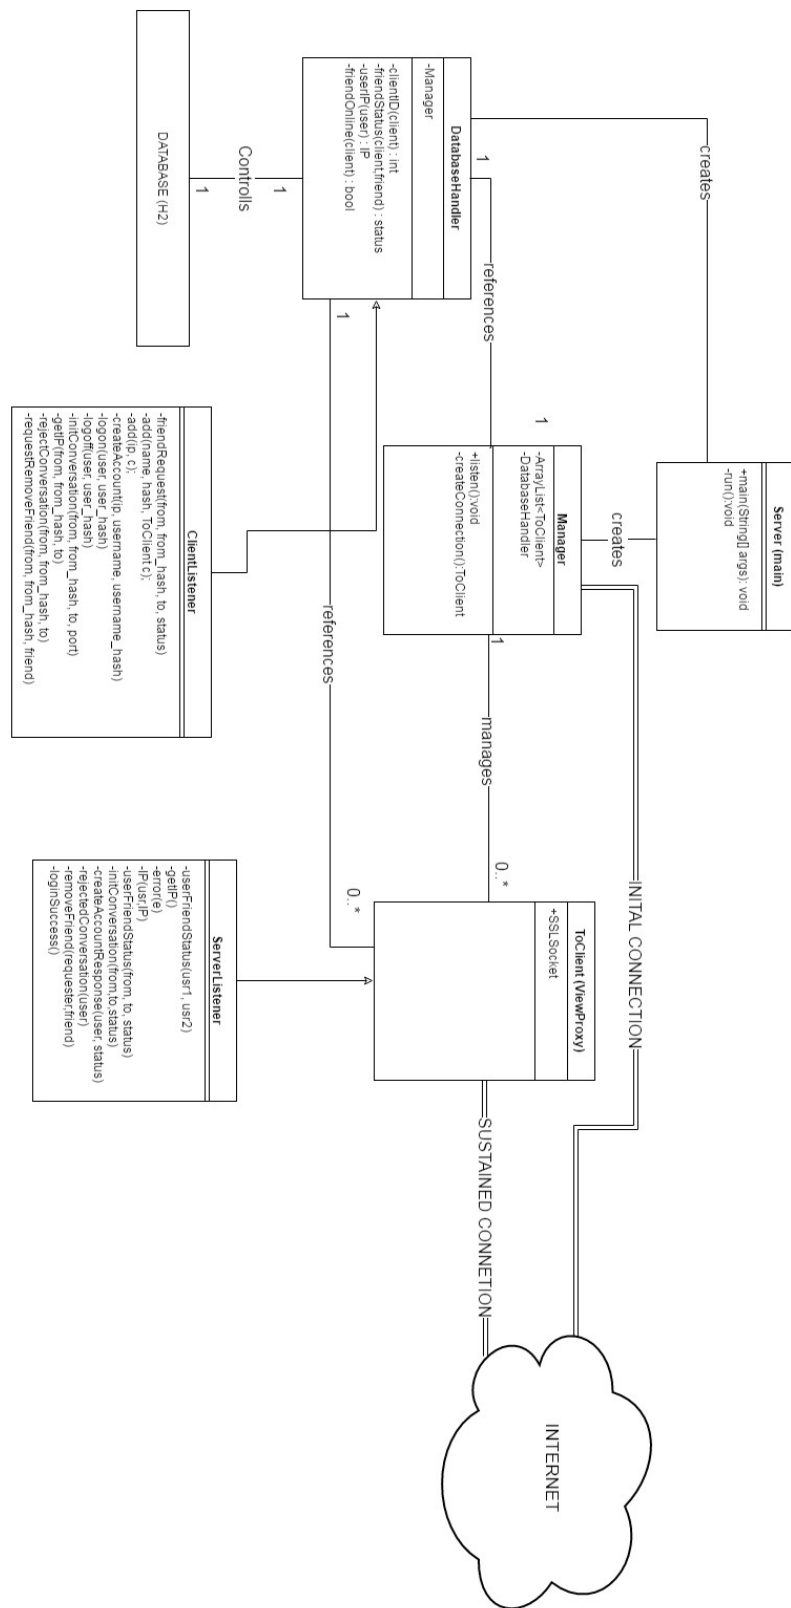 Server (main)
+main(String[] args): void
-run():void
creates
creates
INITAL CONNECTION
DatabaseHandler
-Manager
-clientID(client) : int
-friendStatus(client,friend) : status
-userIP(user) : IP
-friendOnline(client) : bool
1
references
1
Manager
-ArrayList<ToClient>
-DatabaseHandler
+listen():void
-createConnection():ToClient
1
manages
0..*
ToClient (ViewProxy)
+SSLSocket
SUSTAINED CONNETION
INTERNET
1
Controlls
1
DATABASE (H2)
1
references
0..*
ClientListener
-friendRequest(from, from_hash, to, status)
-add(name, hash, ToClient c);
-add(ip, c);
-createAccount(ip, username, username_hash)
-logon(user, user_hash)
-logoff(user, user_hash)
-initConversation(from, from_hash, to, port)
-getIP(from, from_hash, to)
-rejectConversation(from, from_hash, to)
-requestRemoveFriend(from, from_hash, friend)
ServerListener
-userFriendStatus(usr1, usr2)
-getIP()
-error(e)
-IP(usr,IP)
-userFriendStatus(from, to, status)
-initConversation(from,to,status)
-createAccountResponse(user, status)
-rejectedConversation(user)
-removeFriend(requester,friend)
-loginSuccess()